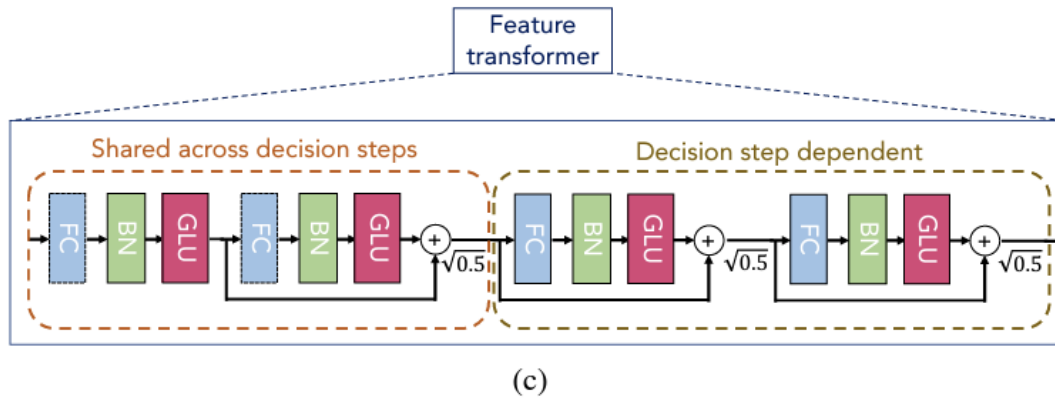 Feature
transformer
Shared across decision steps
Decision step dependent
FC
BN
GLU
FC
BN
GLU
+
√0.5
FC
BN
GLU
+
√0.5
FC
BN
GLU
+
√0.5
(c)